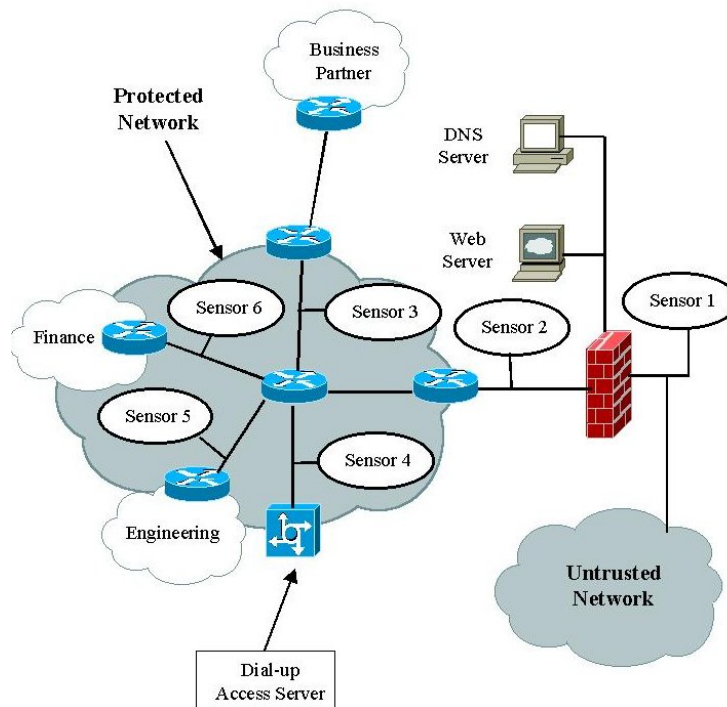 Business
Partner
Protected
Network
DNS
Server
Web
Server
Sensor 1
Sensor 6
Sensor 3
Sensor 2
Finance
Sensor 5
Sensor 4
Engineering
Untrusted
Network
Dial-up
Access Server